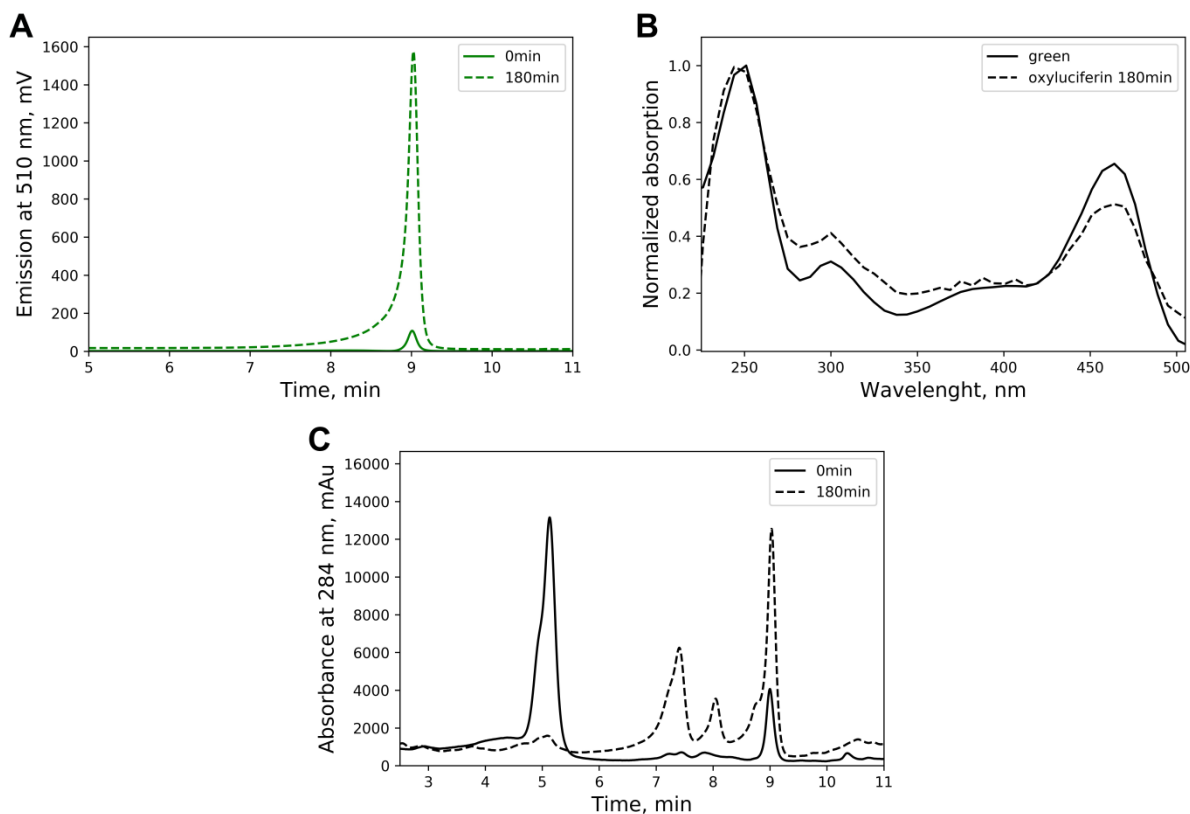 A
Emission at 510 nm, mV
1600
1400
1200
1000
800
600
400
200
0
5 6 7 8 9 10 11
Time, min
0min
180min
B
Normalized absorption
1.0
0.8
0.6
0.4
0.2
0.0
250 300 350 400 450 500
Wavelenght, nm
green
oxyluciferin 180min
C
Absorbance at 284 nm, mAu
16000
14000
12000
10000
8000
6000
4000
2000
0
3 4 5 6 7 8 9 10 11
Time, min
0min
180min